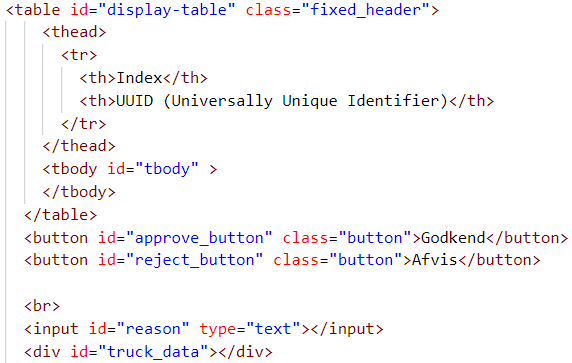 <table id="display-table" class="fixed_header">
<thead>
<tr>
<th>Index</th>
<th>UUID (Universally Unique Identifier)</th>
</tr>
</thead>
<tbody id="tbody" >
</tbody>
</table>
<button id="approve_button" class="button">Godkend</button>
<button id="reject_button" class="button">Afvis</button>
<br>
<input id="reason" type="text"></input>
<div id="truck_data"></div>